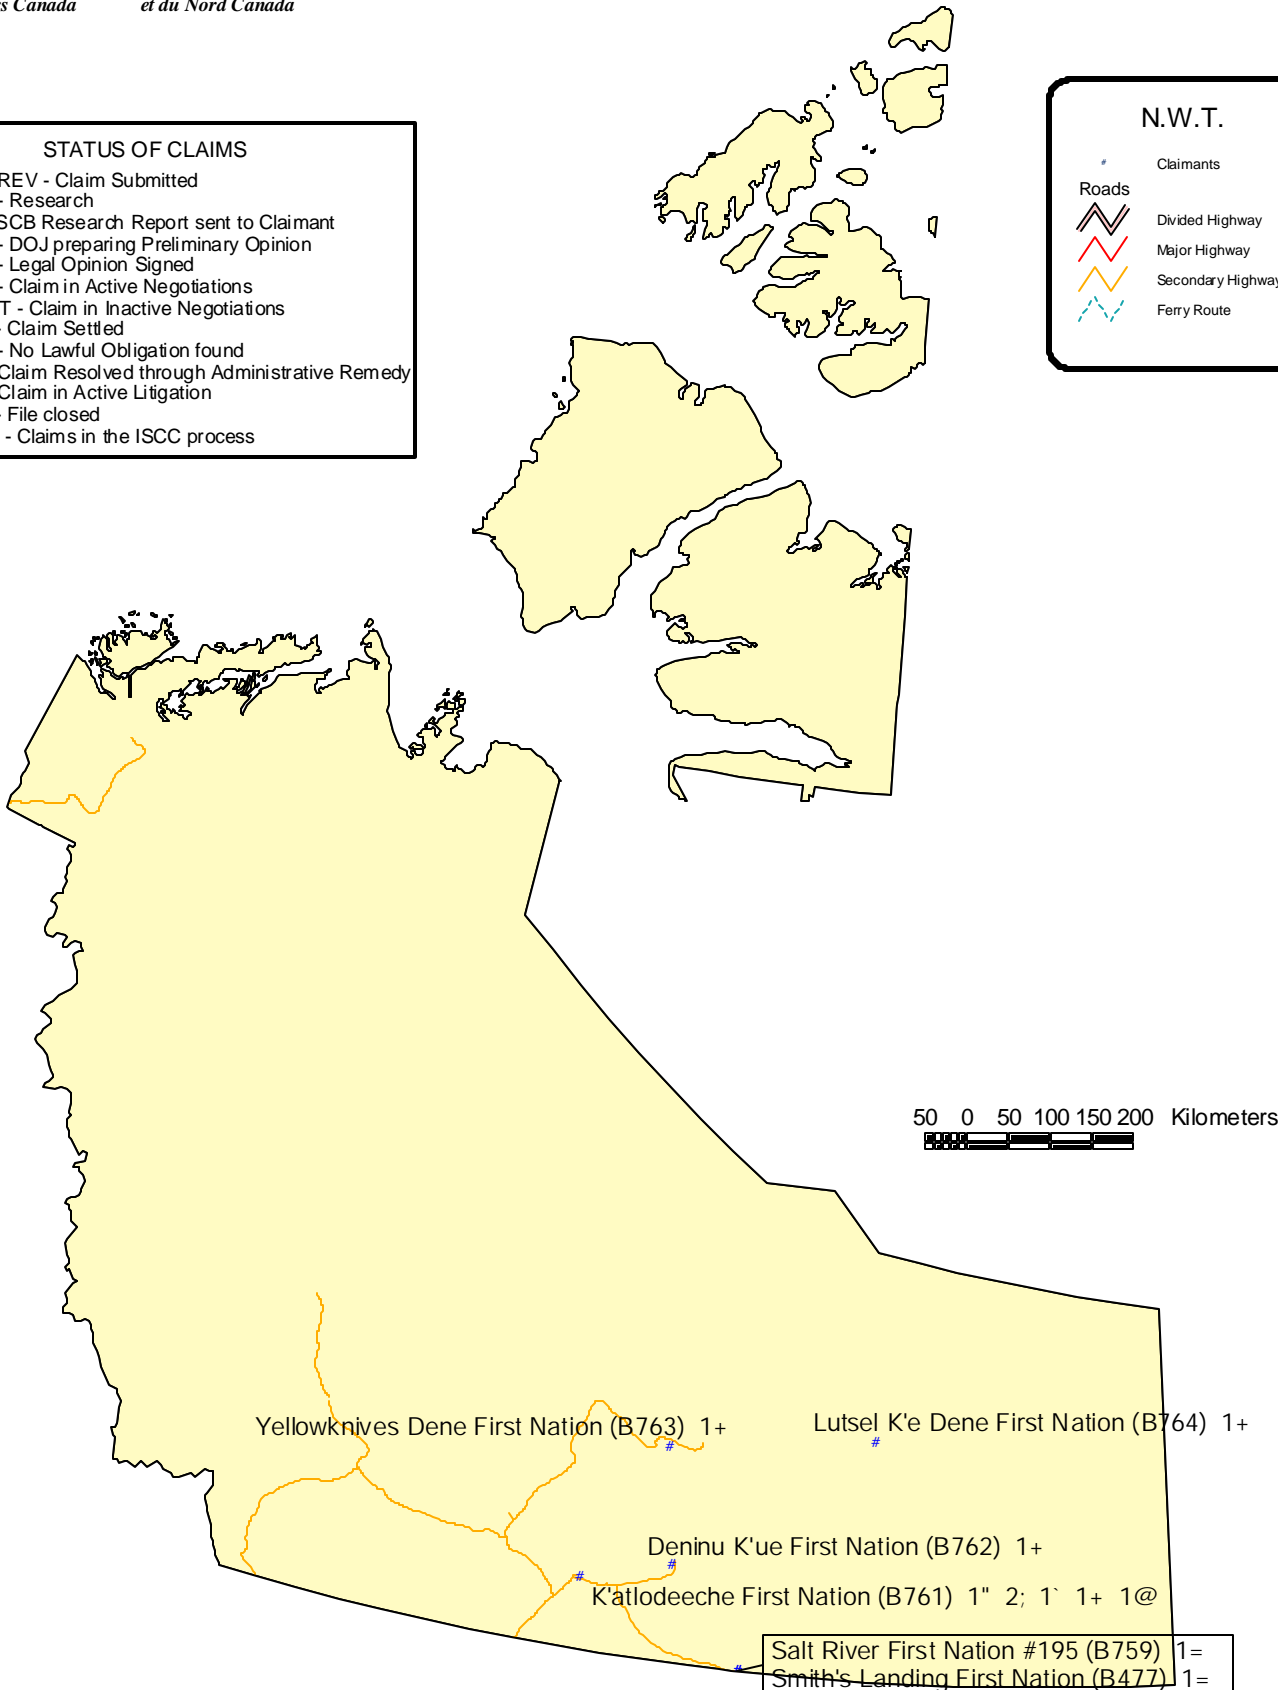 s Canada et du Nord Canada
STATUS OF CLAIMS
REV - Claim Submitted
- Research
SCB Research Report sent to Claimant
- DOJ preparing Preliminary Opinion
- Legal Opinion Signed
- Claim in Active Negotiations
T - Claim in Inactive Negotiations
- Claim Settled
- No Lawful Obligation found
Claim Resolved through Administrative Remedy
Claim in Active Litigation
- File closed
- Claims in the ISCC process
N.W.T.
# Claimants
Roads
Divided Highway
Major Highway
Secondary Highway
Ferry Route
50 0 50 100 150 200 Kilometers
Yellowknives Dene First Nation (B763) 1+
#
Lutsel K'e Dene First Nation (B764) 1+
#
Deninu K'ue First Nation (B762) 1+
#
#
K'atlodeeche First Nation (B761) 1" 2; 1` 1+ 1@
Salt River First Nation #195 (B759) 1=
#
Smith's Landing First Nation (B477) 1=